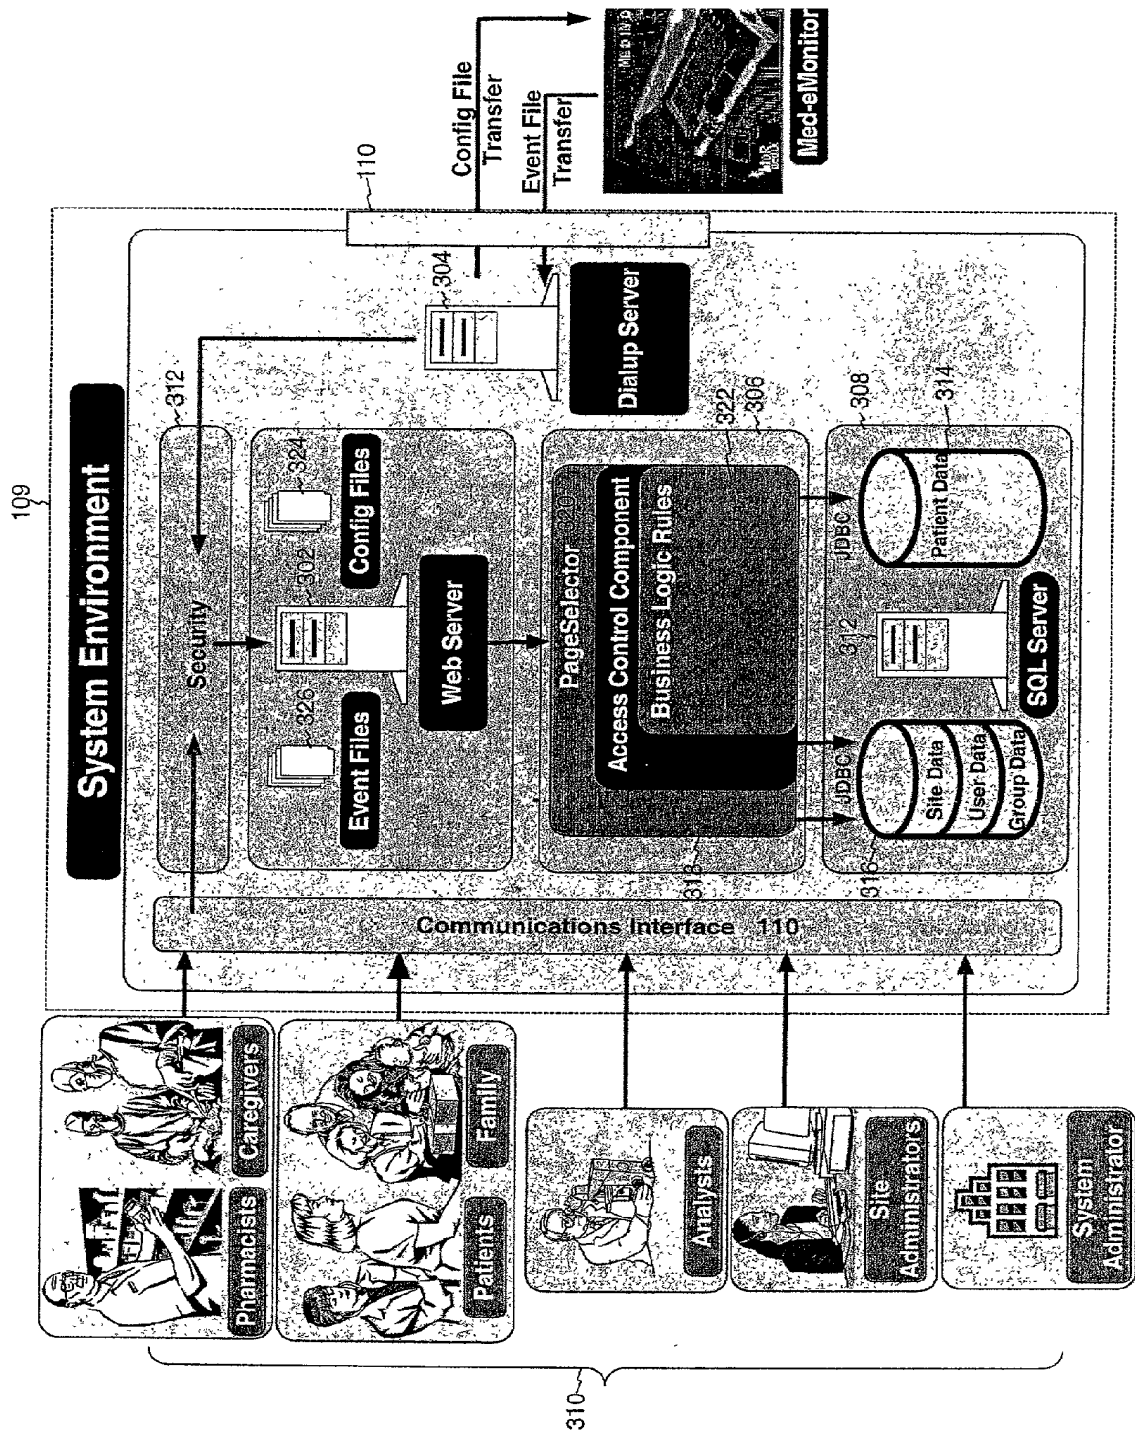 System Environment
109
Pharmacists
Caregivers
Patients
Family
Analysis
Site
Administrators
System
Administrator
310
Communications Interface 110
Security
312
326
Event Files
302
Web Server
324
Config Files
PageSelector
Access Control Component
Business Logic Rules
318
322
306
JDBC
JDBC
316
Site Data
User Data
Group Data
312
SQL Server
308
314
Patient Data
304
Dialup Server
110
Config File
Transfer
Event File
Transfer
Med-eMonitor